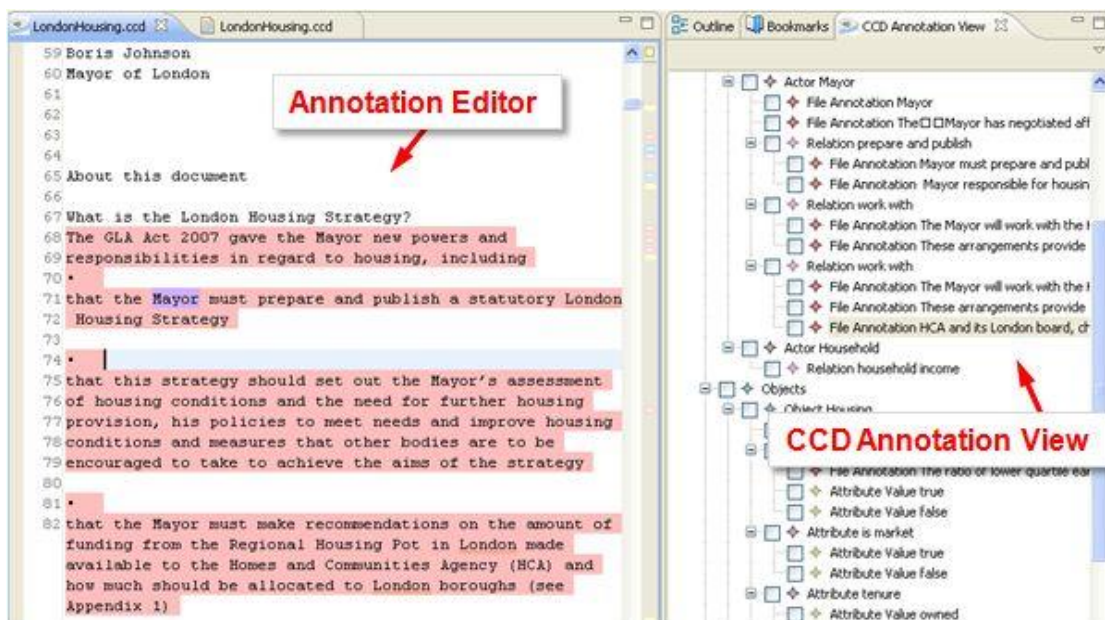 LondonHousing.ccd
LondonHousing.ccd
59 Boris Johnson
60 Mayor of London
61
62
63
64
65 About this document
66
67 What is the London Housing Strategy?
68 The GLA Act 2007 gave the Mayor new powers and
69 responsibilities in regard to housing, including
70 •
71 that the Mayor must prepare and publish a statutory London
72 Housing Strategy
73
74 •
75 that this strategy should set out the Mayor's assessment
76 of housing conditions and the need for further housing
77 provision, his policies to meet needs and improve housing
78 conditions and measures that other bodies are to be
79 encouraged to take to achieve the aims of the strategy
80
81 •
82 that the Mayor must make recommendations on the amount of
funding from the Regional Housing Pot in London made
available to the Homes and Communities Agency (HCA) and
how much should be allocated to London boroughs (see
Appendix 1)
Annotation Editor
Outline Bookmarks CCD Annotation View
Actor Mayor
File Annotation Mayor
File Annotation The□□Mayor has negotiated aff
Relation prepare and publish
File Annotation Mayor must prepare and publ
File Annotation Mayor responsible for housin
Relation work with
File Annotation The Mayor will work with the H
File Annotation These arrangements provide
Relation work with
File Annotation The Mayor will work with the H
File Annotation These arrangements provide
File Annotation HCA and its London board, ch
Actor Household
Relation household income
Objects
Object Housing
CCD Annotation View
File Annotation The ratio of lower quartile ear
Attribute Value true
Attribute Value false
Attribute is market
Attribute Value true
Attribute Value false
Attribute tenure
Attribute Value owned